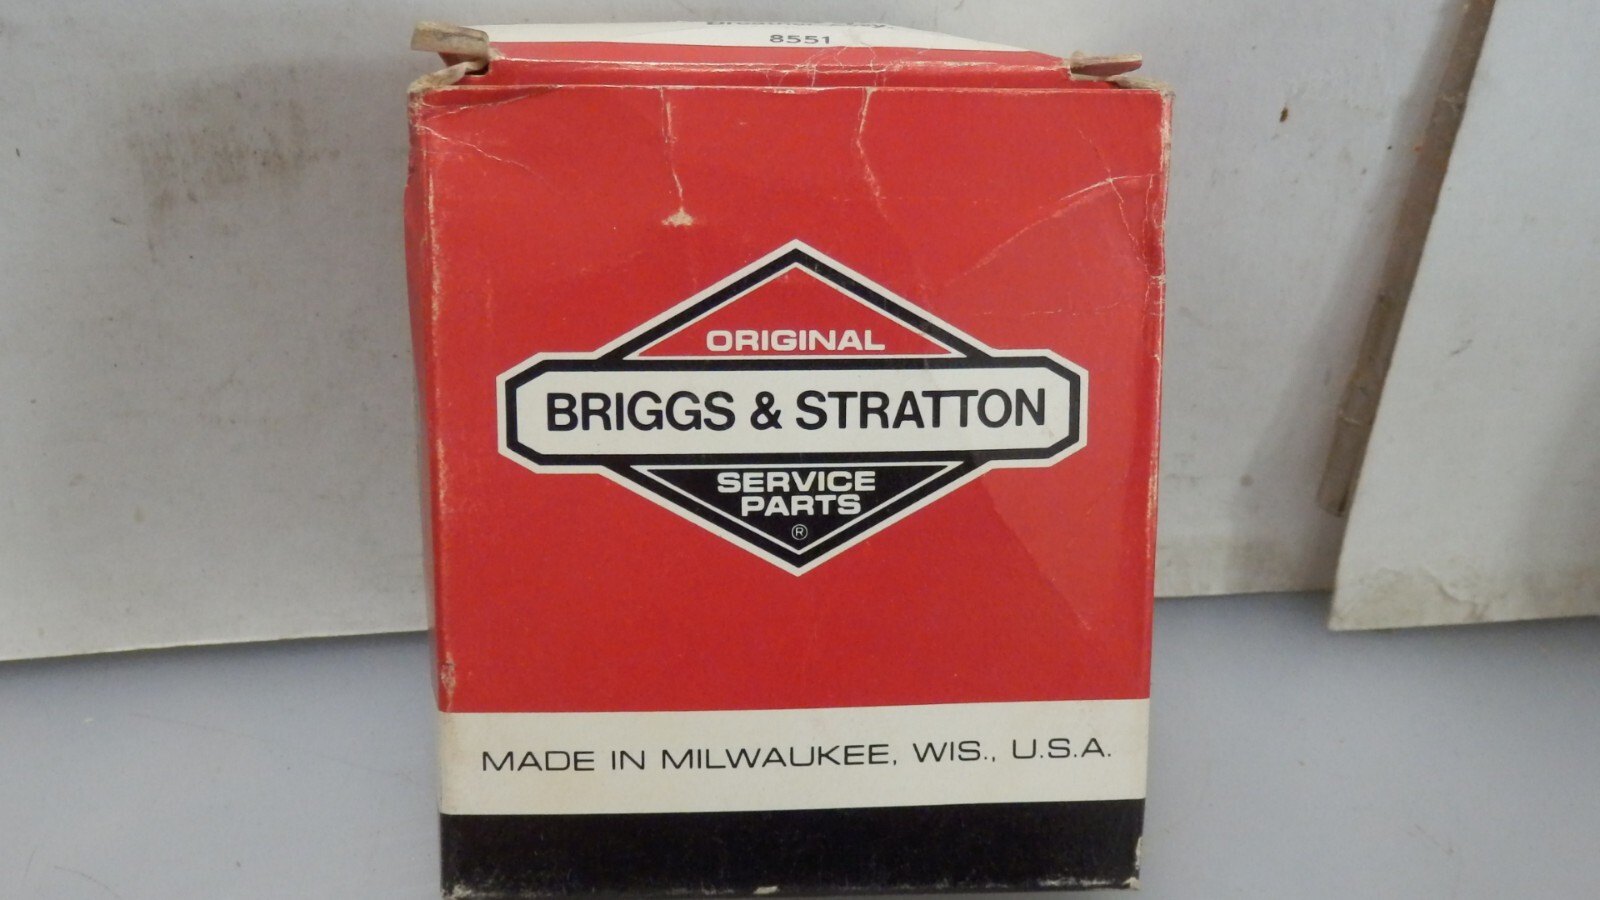 8551
ORIGINAL
BRIGGS & STRATTON
SERVICE
PARTS
®
MADE IN MILWAUKEE, WIS., U.S.A.